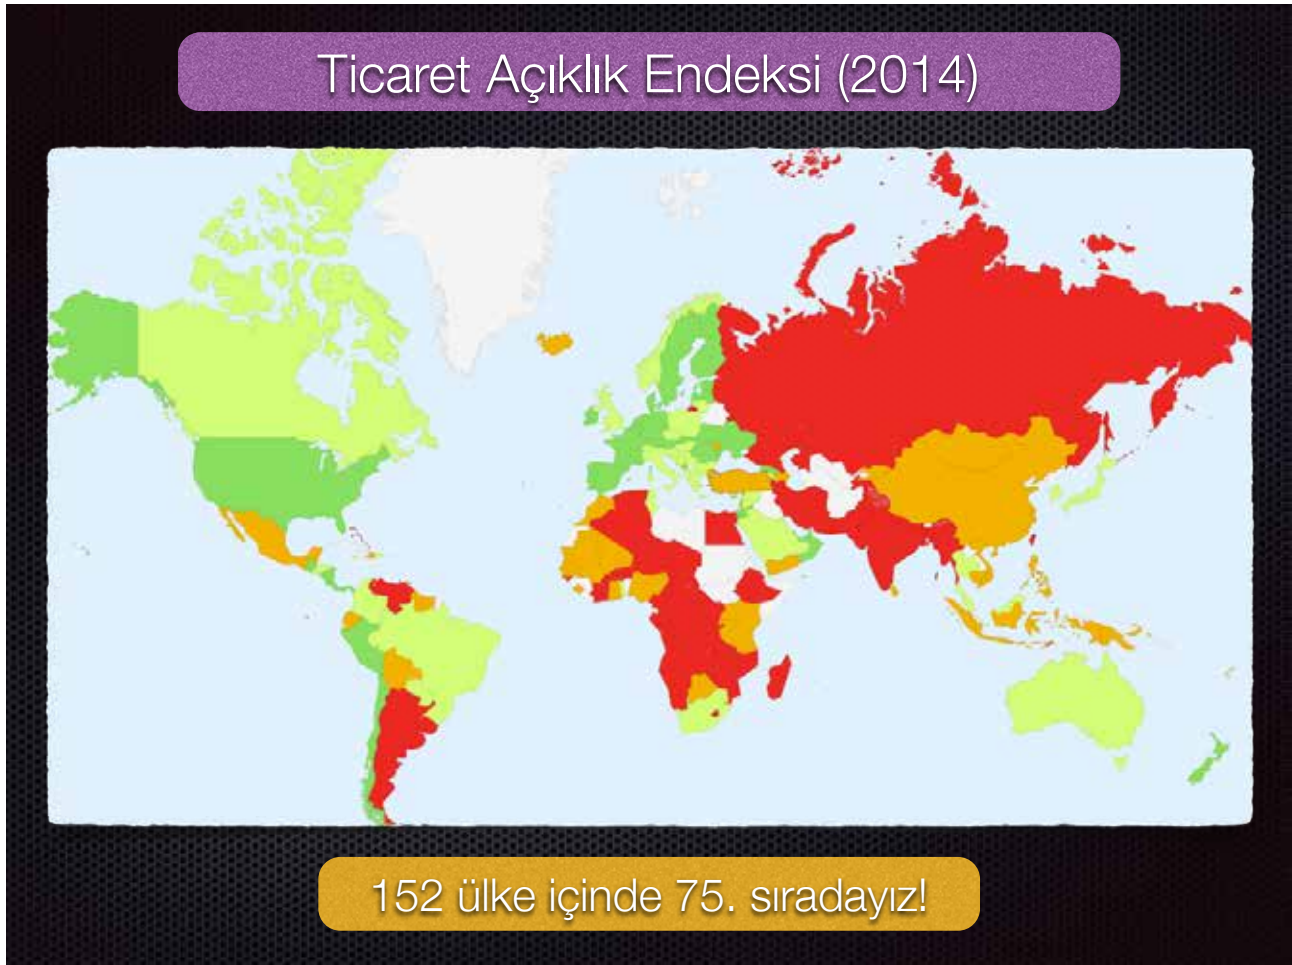 Ticaret Açıklık Endeksi (2014)
152 ülke içinde 75. sıradayız!